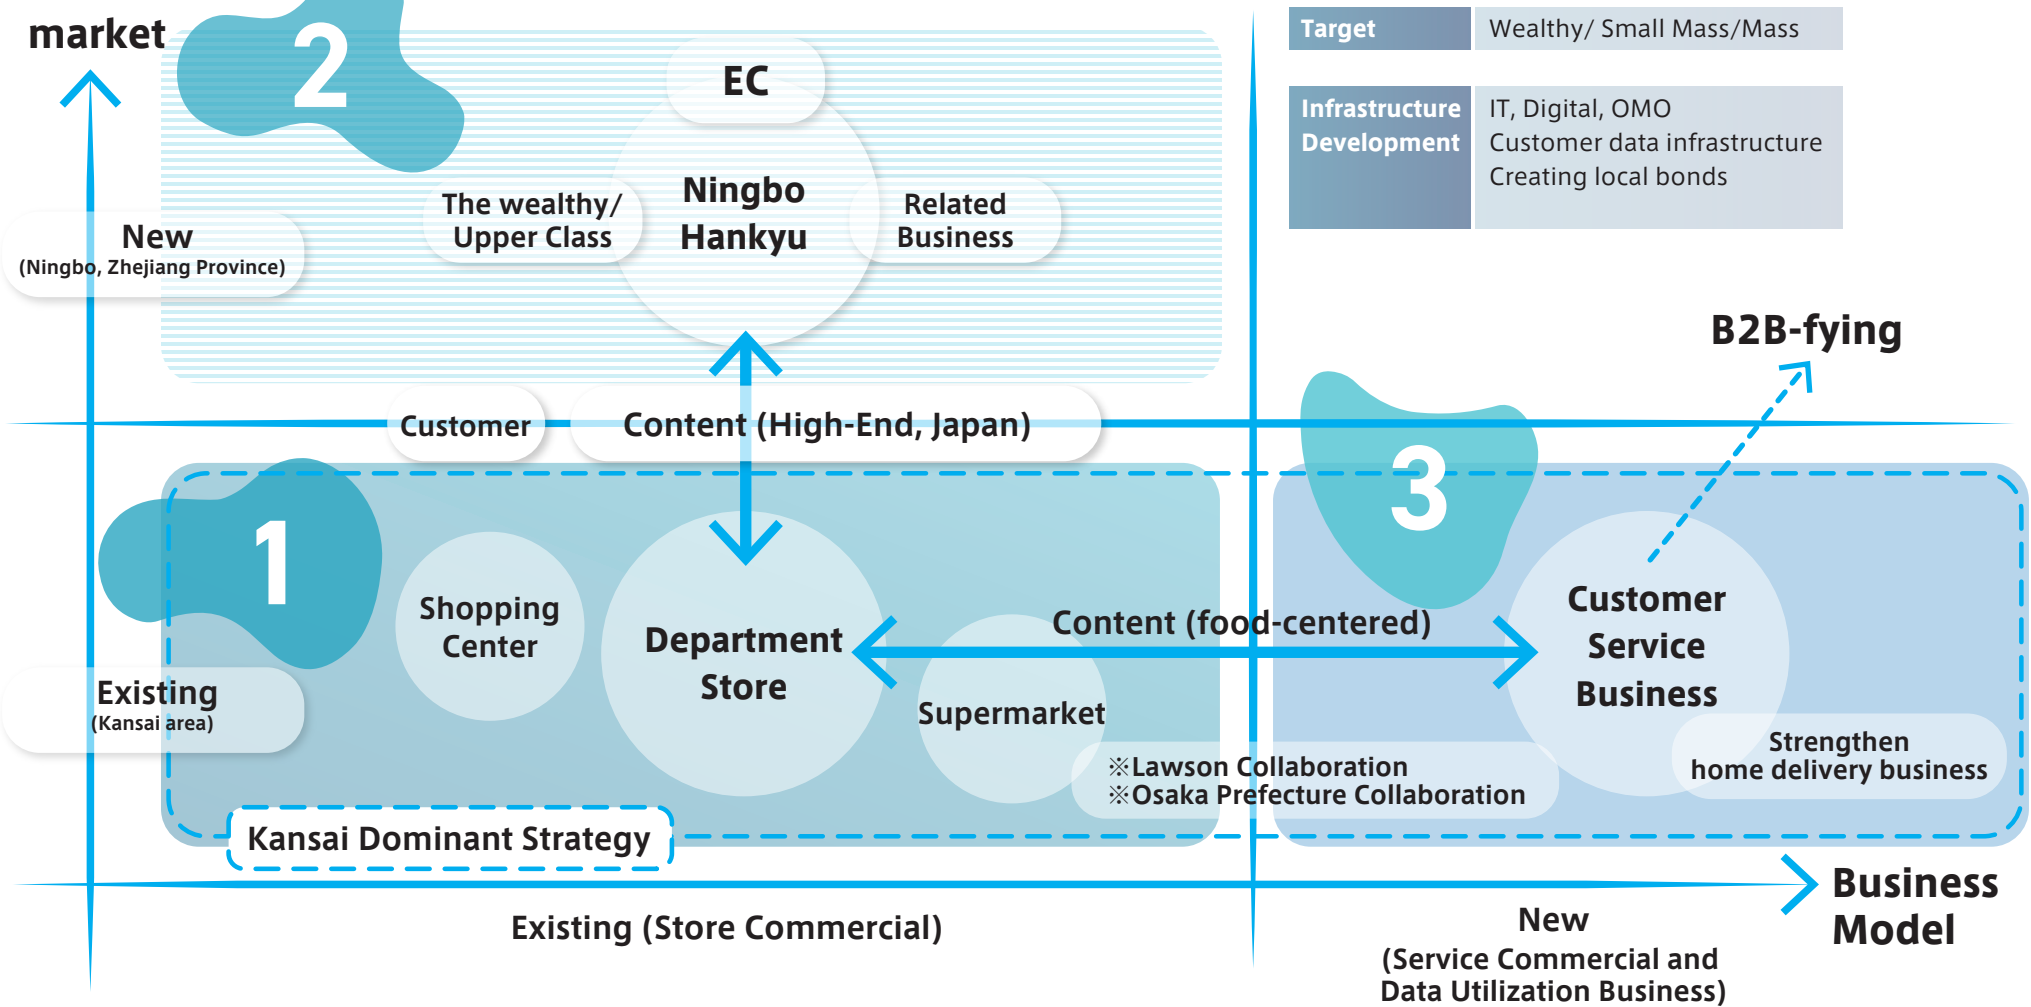 market
2
EC
The wealthy/
Upper Class
Ningbo
Hankyu
Related
Business
New
(Ningbo, Zhejiang Province)
Target
Wealthy/ Small Mass/Mass
Infrastructure
Development
IT, Digital, OMO
Customer data infrastructure
Creating local bonds
B2B-fying
Customer
Content (High-End, Japan)
1
3
Shopping
Center
Department
Store
Supermarket
Content (food-centered)
Customer
Service
Business
Existing
(Kansai area)
※Lawson Collaboration
※Osaka Prefecture Collaboration
Strengthen
home delivery business
Kansai Dominant Strategy
Business
Model
Existing (Store Commercial)
New
(Service Commercial and
Data Utilization Business)